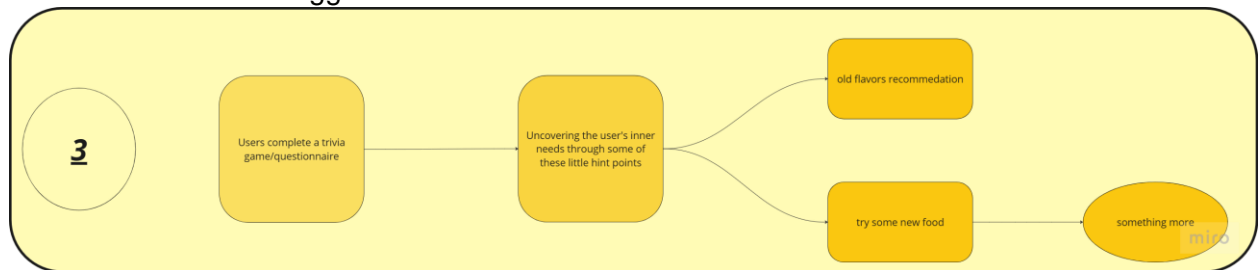 gg
3
Users complete a trivia
game/questionnaire
Uncovering the user's inner
needs through some of
these little hint points
old flavors recommedation
try some new food
something more
miro